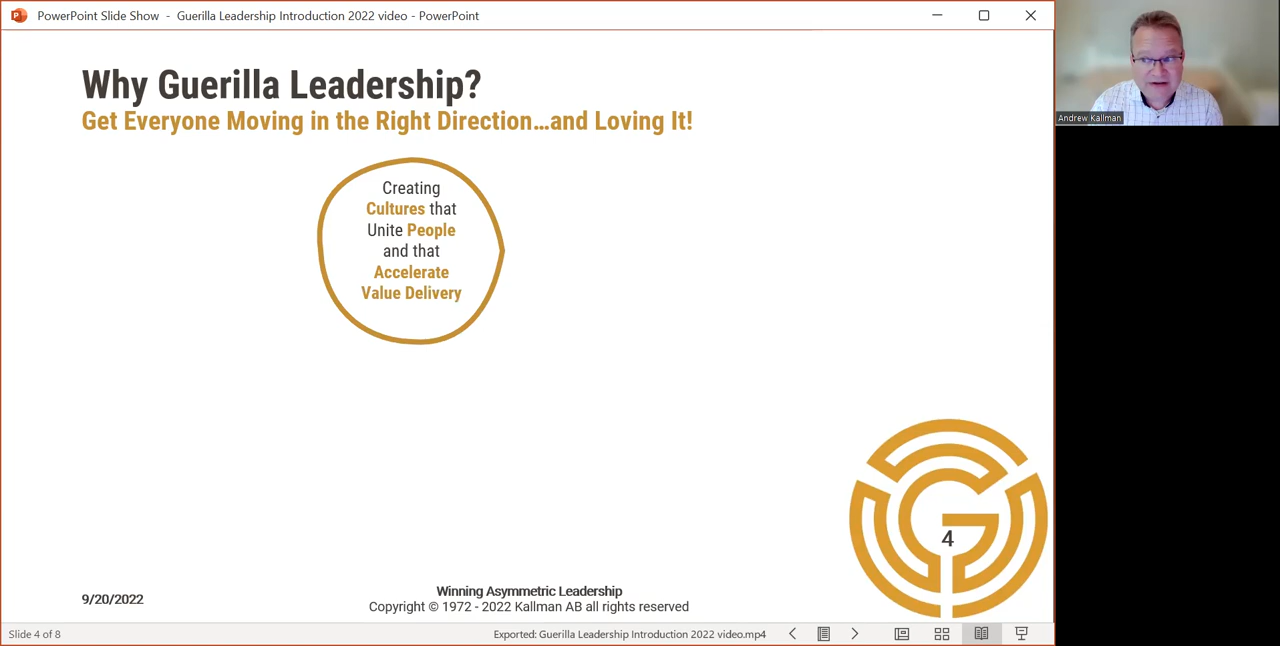 PowerPoint Slide Show - Guerilla Leadership Introduction 2022 video - PowerPoint
Andrew Kallman
Why Guerilla Leadership?
Get Everyone Moving in the Right Direction...and Loving It!
Creating
Cultures that
Unite People
and that
Accelerate
Value Delivery
4
9/20/2022
Winning Asymmetric Leadership
Copyright © 1972 - 2022 Kallman AB all rights reserved
Slide 4 of 8
Exported: Guerilla Leadership Introduction 2022 video.mp4